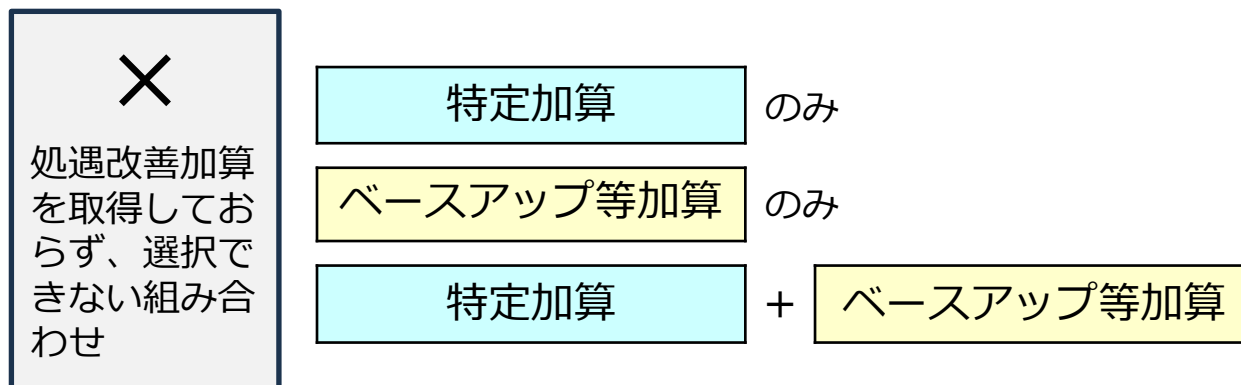 ×
処遇改善加算
を取得してお
らず、選択で
きない組み合
わせ
特定加算 のみ
ベースアップ等加算 のみ
特定加算 + ベースアップ等加算